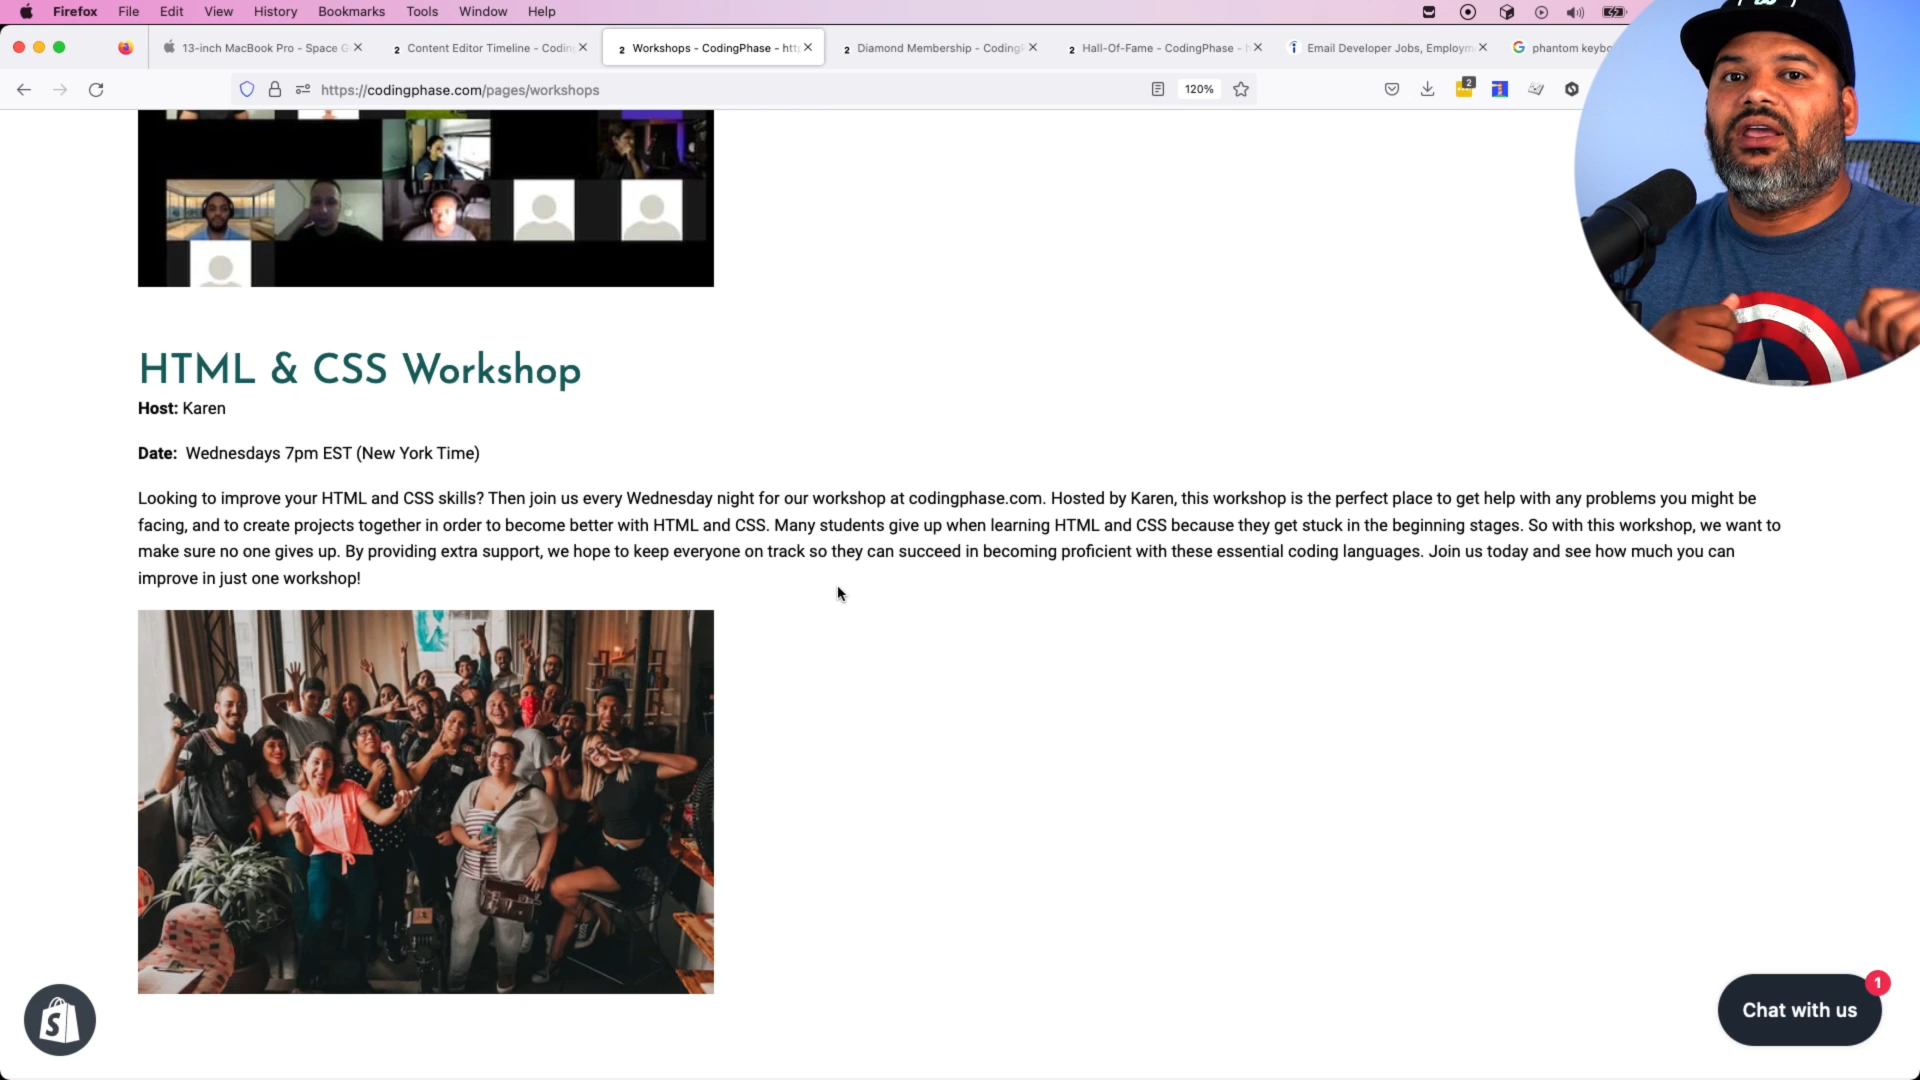 Firefox File Edit View History Bookmarks Tools Window Help
13-inch MacBook Pro - Space G
2 Content Editor Timeline - Coding
2 Workshops - CodingPhase - http
2 Diamond Membership - CodingP
2 Hall-Of-Fame - CodingPhase -
Email Developer Jobs, Employm
phantom keybo
https://codingphase.com/pages/workshops
120%
2
HTML & CSS Workshop
Host: Karen
Date: Wednesdays 7pm EST (New York Time)
Looking to improve your HTML and CSS skills? Then join us every Wednesday night for our workshop at codingphase.com. Hosted by Karen, this workshop is the perfect place to get help with any problems you might be
facing, and to create projects together in order to become better with HTML and CSS. Many students give up when learning HTML and CSS because they get stuck in the beginning stages. So with this workshop, we want to
make sure no one gives up. By providing extra support, we hope to keep everyone on track so they can succeed in becoming proficient with these essential coding languages. Join us today and see how much you can
improve in just one workshop!
1
Chat with us